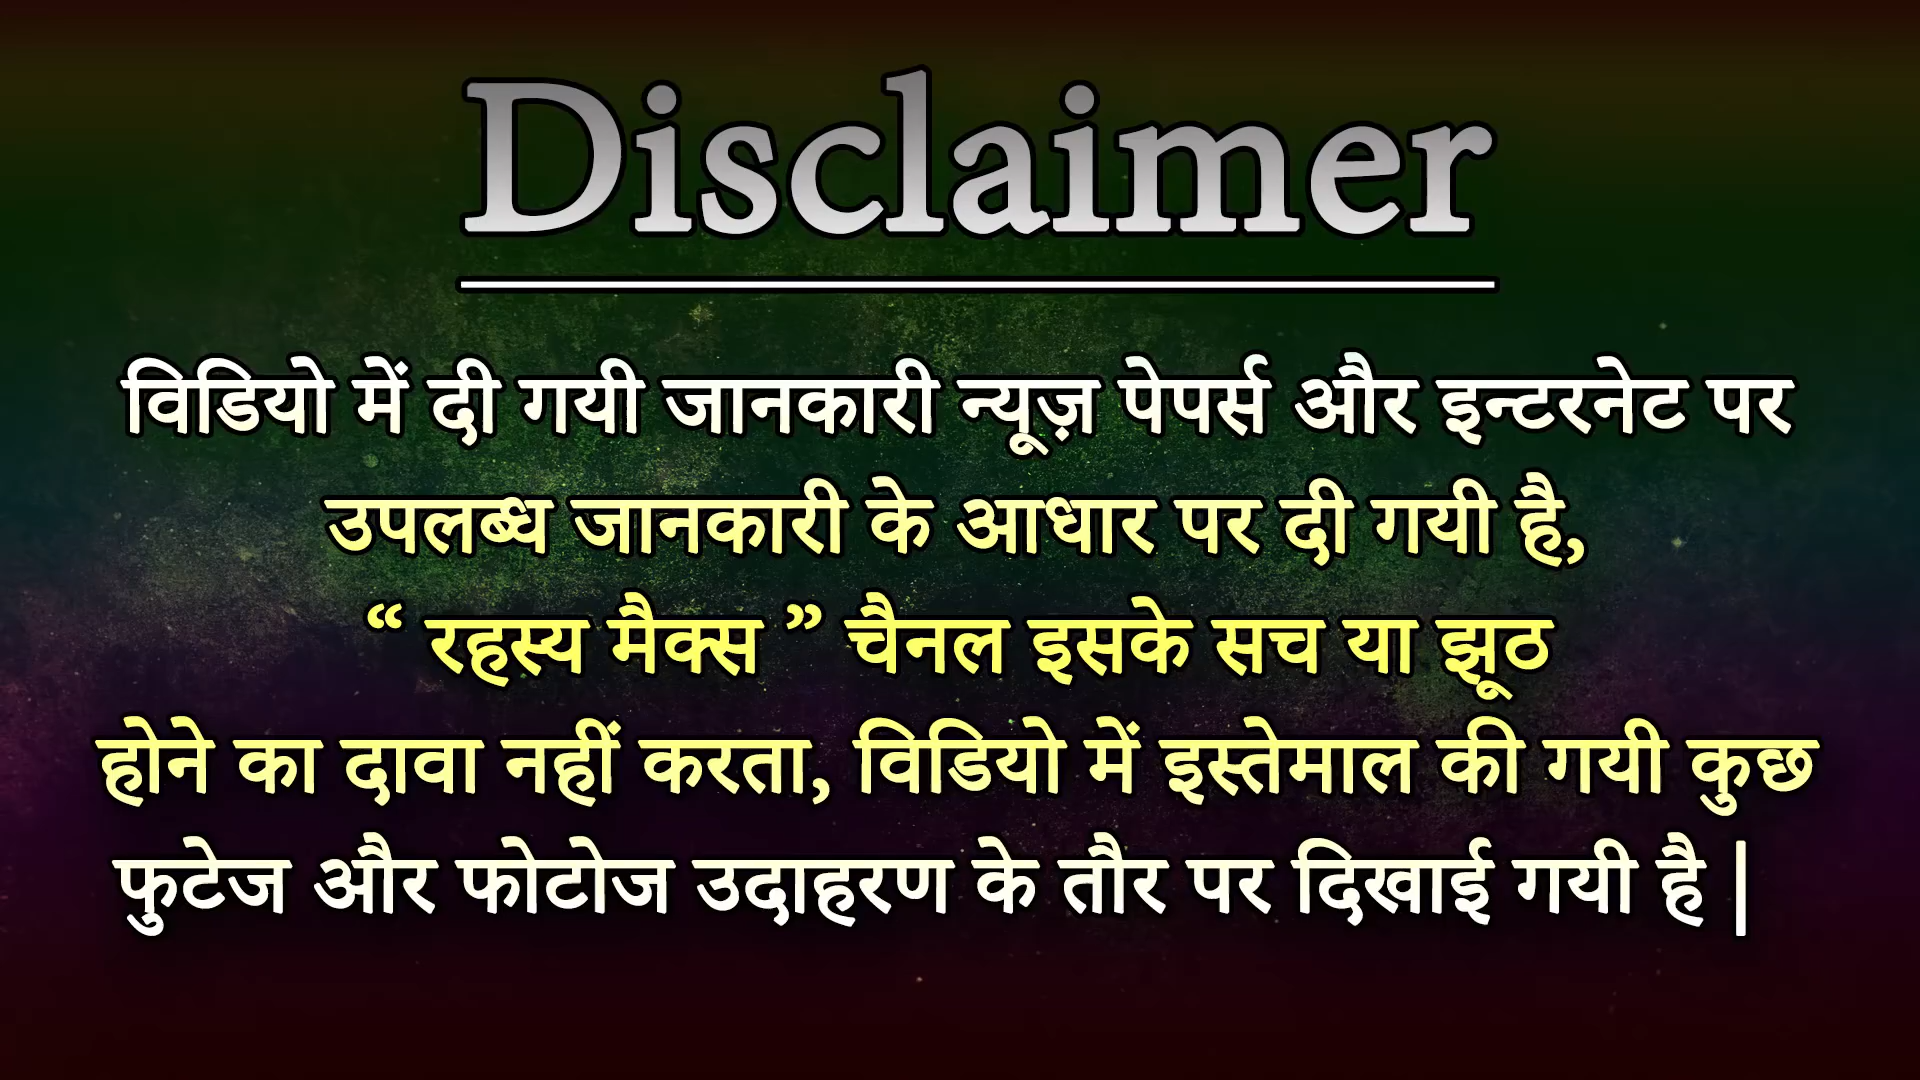 Disclaimer
विडियो में दी गयी जानकारी न्यूज़ पेपर्स और इन्टरनेट पर
उपलब्ध जानकारी के आधार पर दी गयी है,
“ रहस्य मैक्स ” चैनल इसके सच या झूठ
होने का दावा नहीं करता, विडियो में इस्तेमाल की गयी कुछ
फुटेज और फोटोज उदाहरण के तौर पर दिखाई गयी है |